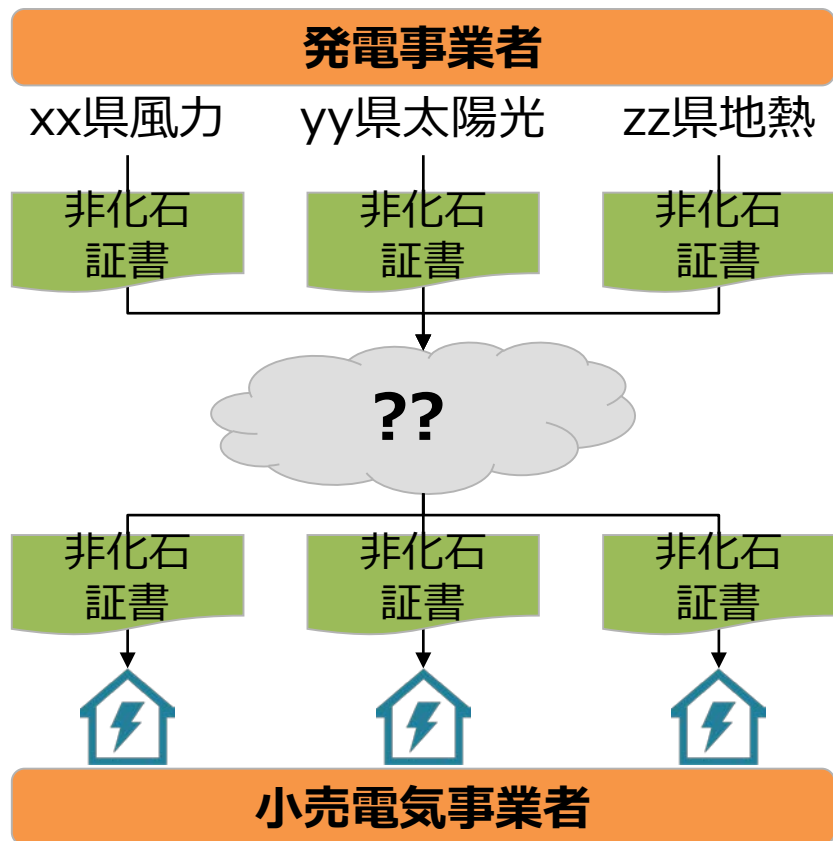 発電事業者
xx県風力
yy県太陽光
zz県地熱
非化石
証書
非化石
証書
非化石
証書
??
非化石
証書
非化石
証書
非化石
証書
小売電気事業者